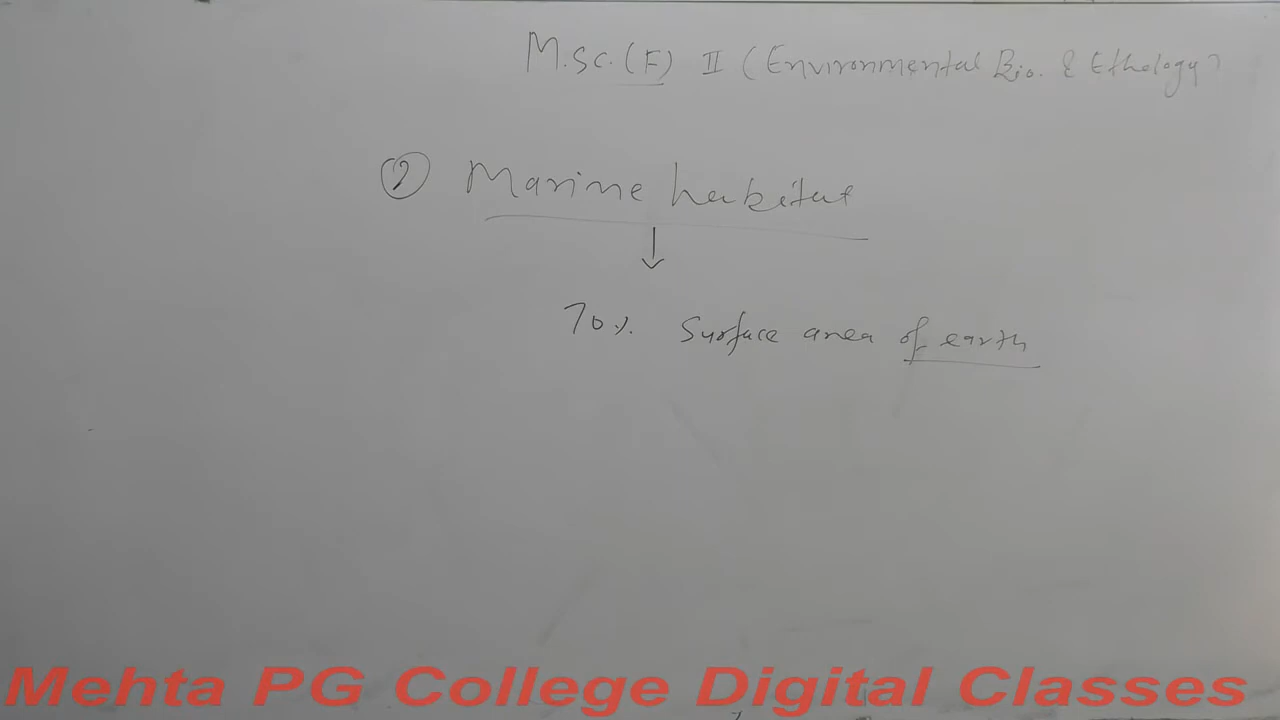 M.Sc. (F) II (Environmental Bio. & Ethology)
② Marine habitat
↓
70% Surface area of earth
Mehta PG College Digital Classes